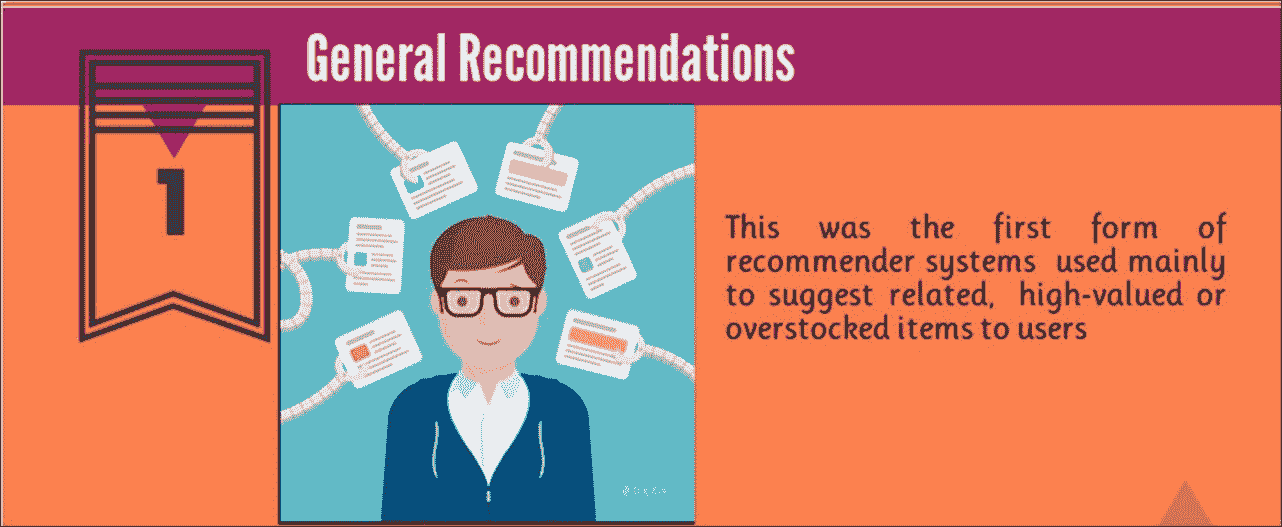 General Recommendations
1
This was the first form of
recommender systems used mainly
to suggest related, high-valued or
overstocked items to users